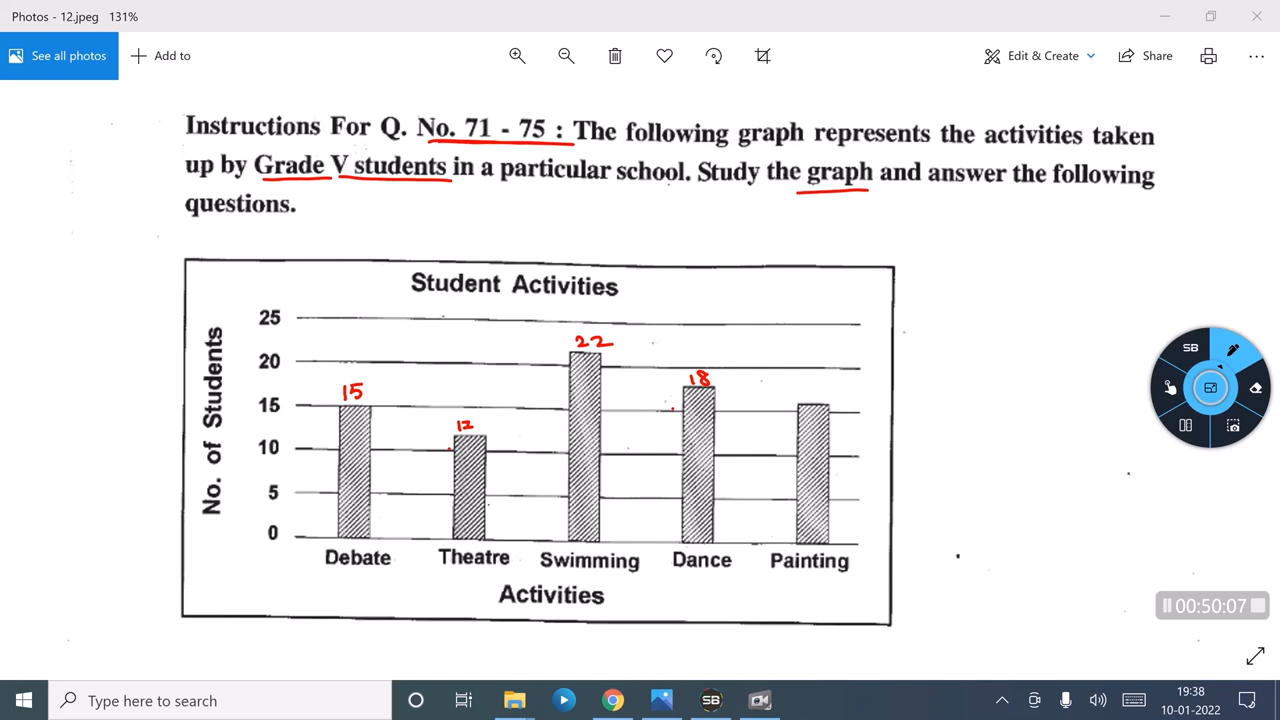 Photos - 12.jpeg 131%
See all photos
Add to
Edit & Create
Share
Instructions For Q. No. 71 - 75 : The following graph represents the activities taken
up by Grade V students in a particular school. Study the graph and answer the following
questions.
Student Activities
No. of Students
25
20
15
10
5
0
15
12
22
18
Debate
Theatre
Swimming
Dance
Painting
Activities
SB
00:50:07
Type here to search
SB
19:38
10-01-2022